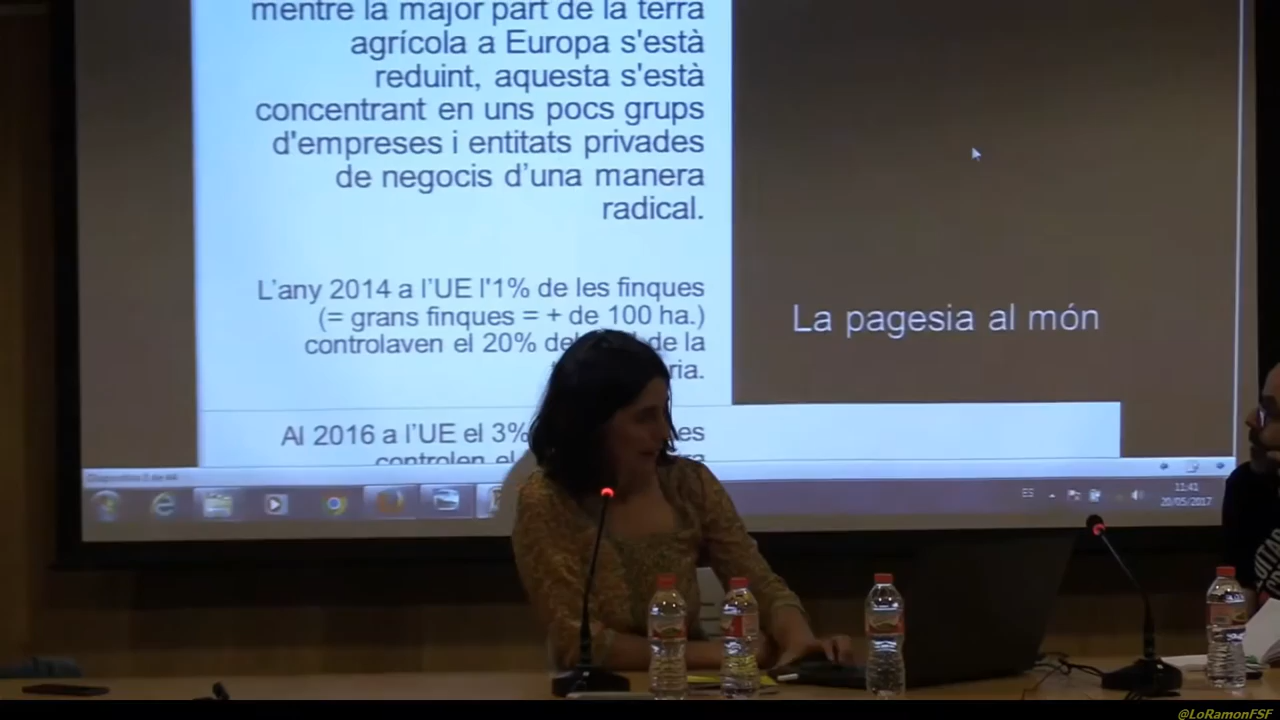 mentre la major part de la terra
agrícola a Europa s'està
reduint, aquesta s'està
concentrant en uns pocs grups
d'empreses i entitats privades
de negocis d'una manera
radical.
L'any 2014 a l'UE l'1% de les finques
(= grans finques = + de 100 ha.)
controlaven el 20% de la
Al 2016 a l'UE el 3%
controlen el
La pagesia al món
ES
11:41
20/05/2017
@LoRamonFSF